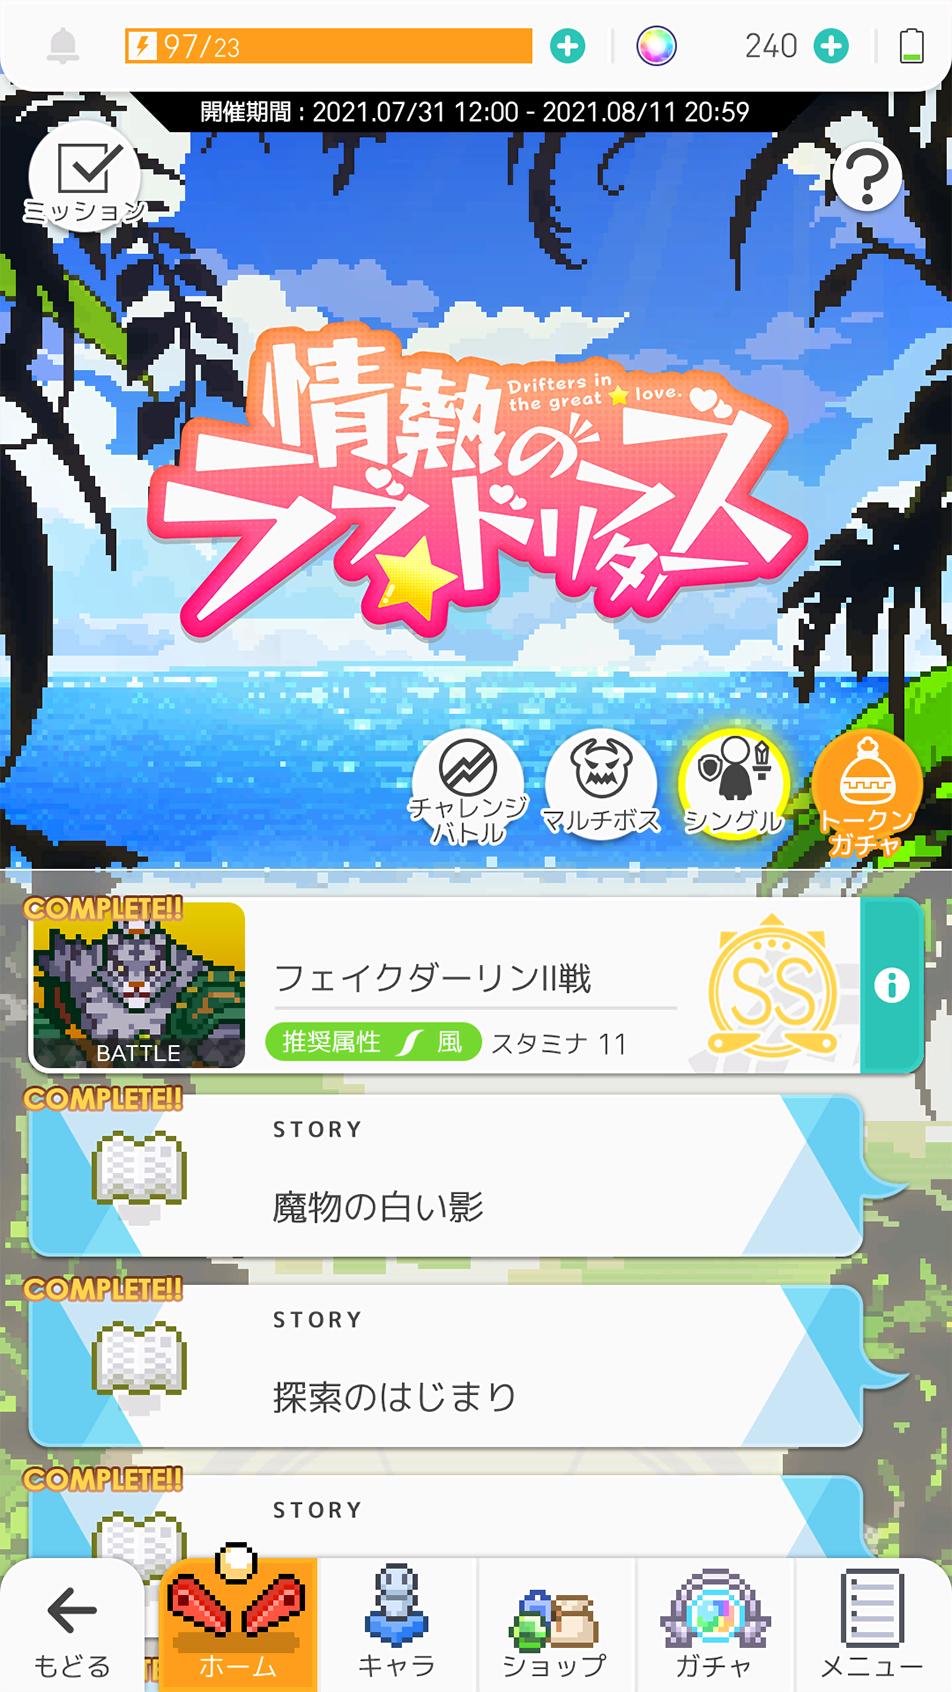 97/23
240
開催期間 : 2021.07/31 12:00 - 2021.08/11 20:59
ミッション
情熱の
Drifters in
the great love.
ラブ★ドリフターズ
チャレンジ
バトル
マルチボス
シングル
トークン
ガチャ
COMPLETE!!
BATTLE
フェイクダーリンII戦
推奨属性 風 スタミナ 11
SS
COMPLETE!!
STORY
魔物の白い影
COMPLETE!!
STORY
探索のはじまり
COMPLETE!!
STORY
もどる
ホーム
キャラ
ショップ
ガチャ
メニュー